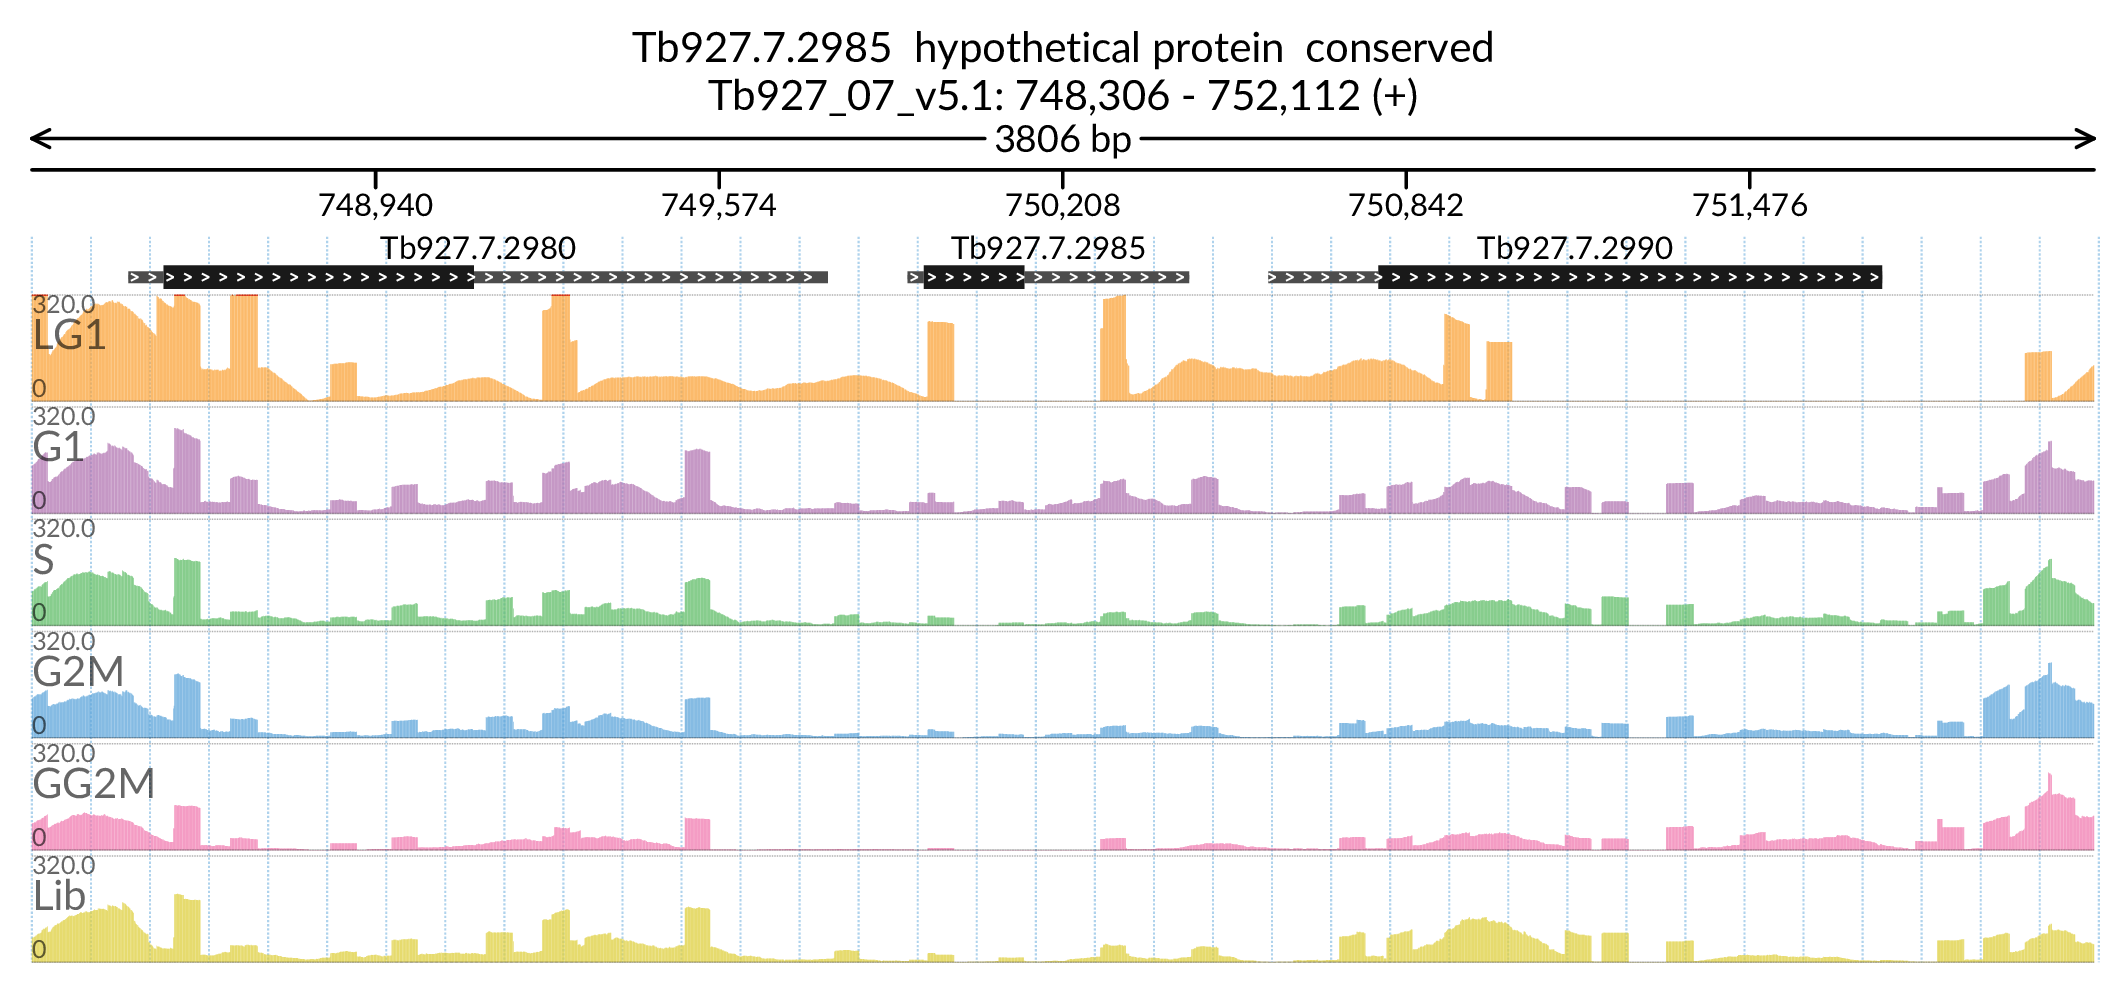 Tb927.7.2985  hypothetical protein  conserved
Tb927_07_v5.1: 748,306 - 752,112 (+)
3806 bp
748,940 749,574 750,208 750,842 751,476
Tb927.7.2980 Tb927.7.2985 Tb927.7.2990
320.0
LG1
0
320.0
G1
0
320.0
S
0
320.0
G2M
0
320.0
GG2M
0
320.0
Lib
0